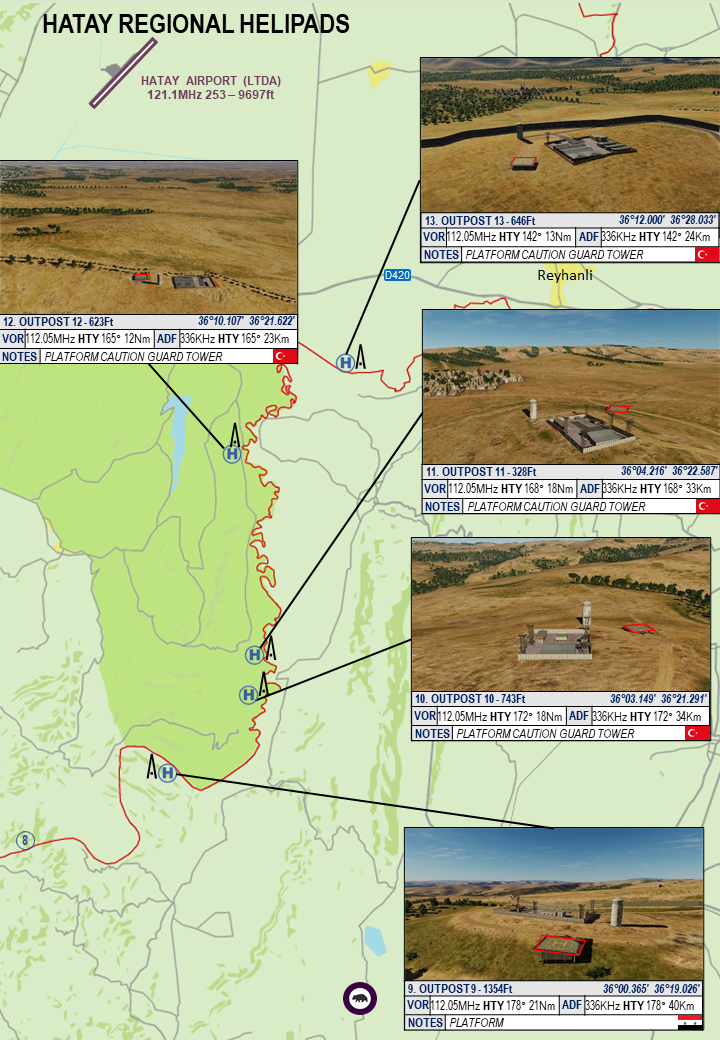 HATAY REGIONAL HELIPADS
HATAY AIRPORT (LTDA)
121.1MHz 253 – 9697ft
13. OUTPOST 13 - 646Ft 36°12.000' 36°28.033'
VOR 112.05MHz HTY 142° 13Nm ADF 336KHz HTY 142° 24Km
NOTES PLATFORM CAUTION GUARD TOWER
D420
Reyhanli
12. OUTPOST 12 - 623Ft 36°10.107' 36°21.622'
VOR 112.05MHz HTY 165° 12Nm ADF 336KHz HTY 165° 23Km
NOTES PLATFORM CAUTION GUARD TOWER
H
H
11. OUTPOST 11 - 328Ft 36°04.216' 36°22.587'
VOR 112.05MHz HTY 168° 18Nm ADF 336KHz HTY 168° 33Km
NOTES PLATFORM CAUTION GUARD TOWER
H
H
10. OUTPOST 10 - 743Ft 36°03.149' 36°21.291'
VOR 112.05MHz HTY 172° 18Nm ADF 336KHz HTY 172° 34Km
NOTES PLATFORM CAUTION GUARD TOWER
H
8
9. OUTPOST 9 - 1354Ft 36°00.365' 36°19.026'
VOR 112.05MHz HTY 178° 21Nm ADF 336KHz HTY 178° 40Km
NOTES PLATFORM